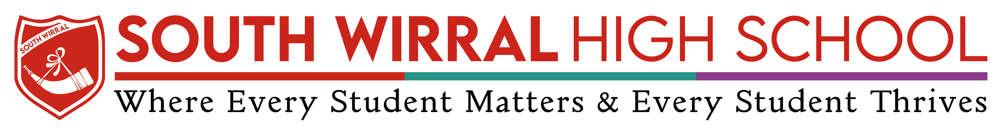 SOUTH WIRRAL
SOUTH WIRRAL HIGH SCHOOL
Where Every Student Matters & Every Student Thrives